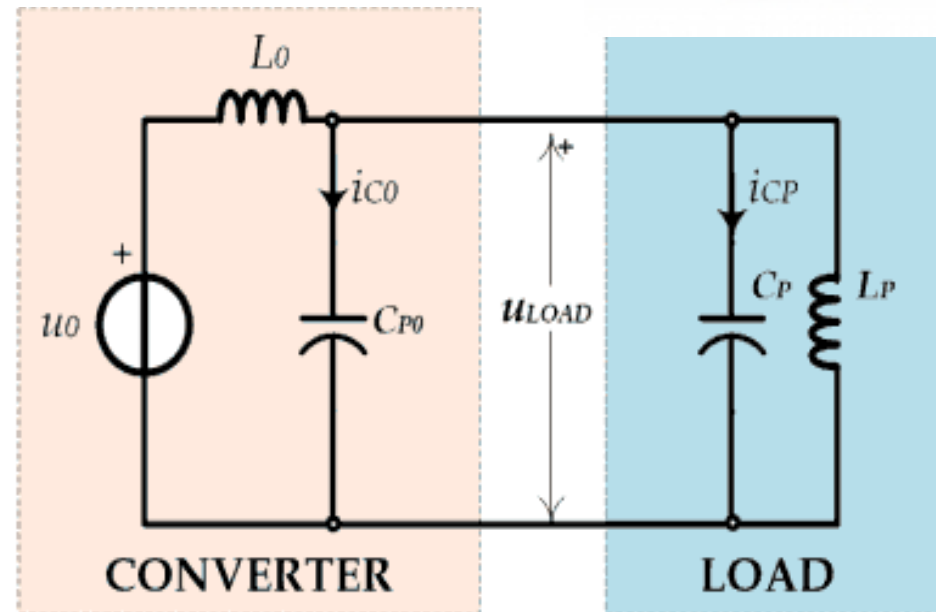 L0
iC0
iCP
+
+
u0
CP0
uLOAD
CP
LP
CONVERTER
LOAD